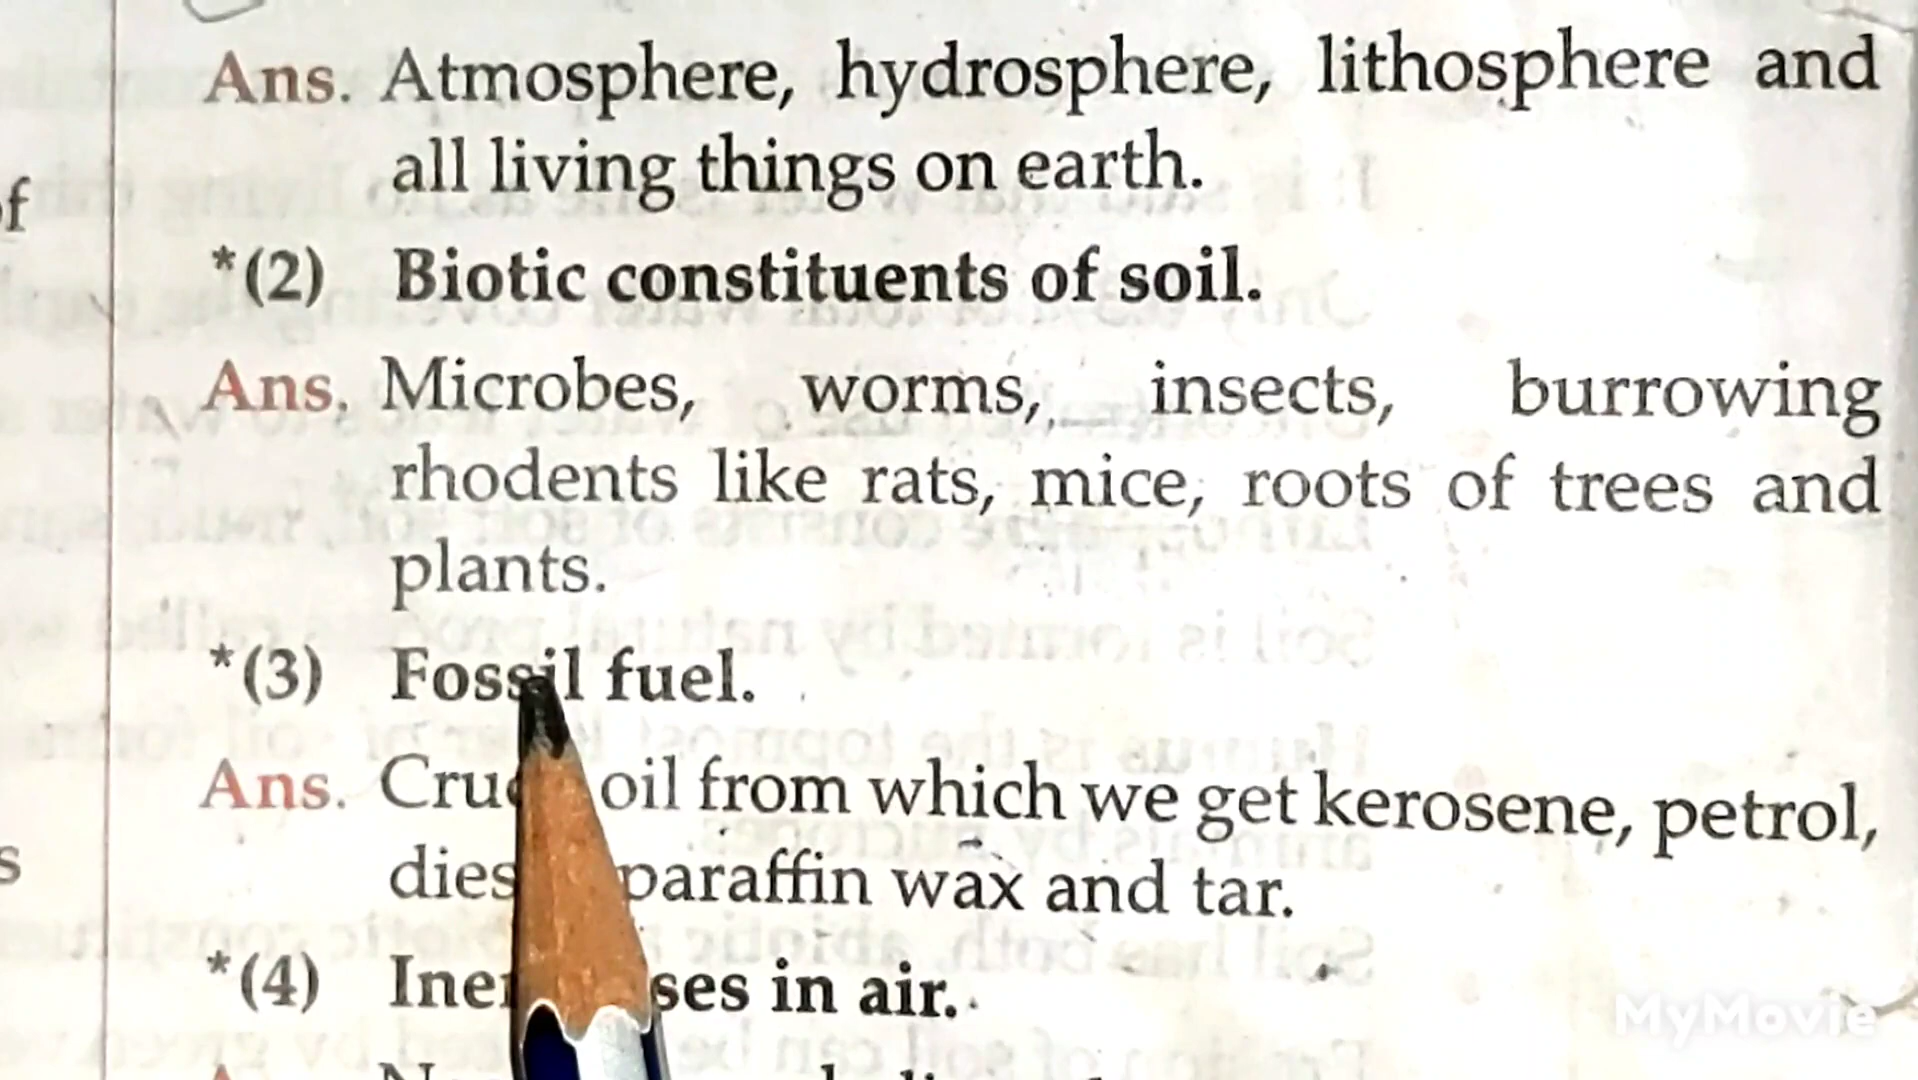 Ans. Atmosphere, hydrosphere, lithosphere and
all living things on earth.
f
*(2) Biotic constituents of soil.
Ans. Microbes, worms, insects, burrowing
rhodents like rats, mice, roots of trees and
plants.
*(3) Fossil fuel.
Ans. oil from which we get kerosene, petrol,
s
paraffin wax and tar.
*(4) in air.
MyMovie